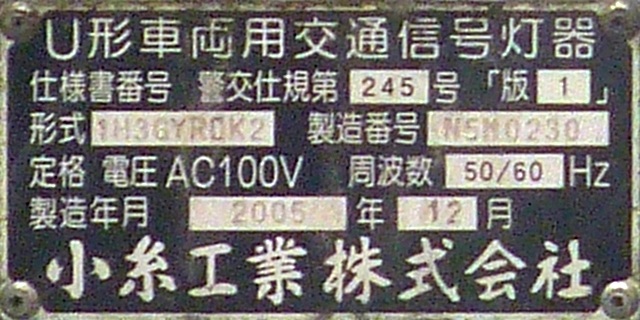 U形車両用交通信号灯器
仕様書番号 警交仕規第 245 号 「版 1 」
形式 1H3GYROK2 製造番号 N5M0230
定格 電圧 AC100V 周波数 50/60 Hz
製造年月 2005 年 12 月
小糸工業株式会社